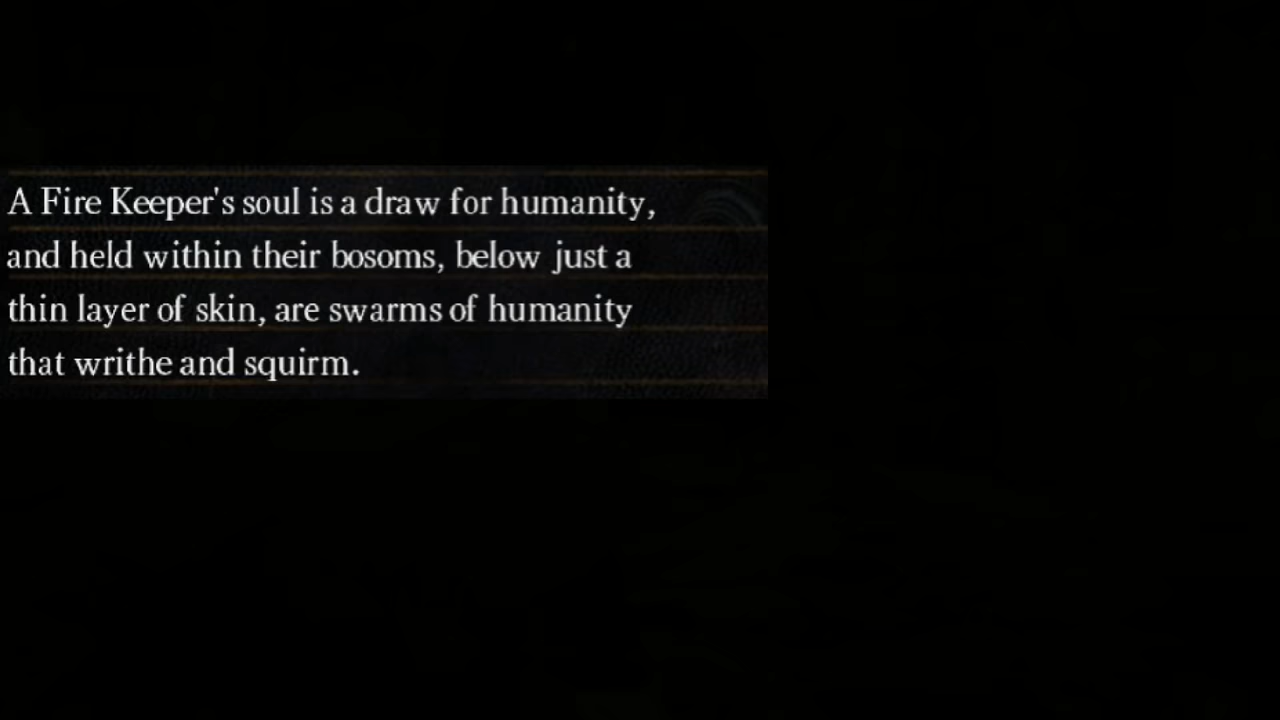 A Fire Keeper's soul is a draw for humanity,
and held within their bosoms, below just a
thin layer of skin, are swarms of humanity
that writhe and squirm.